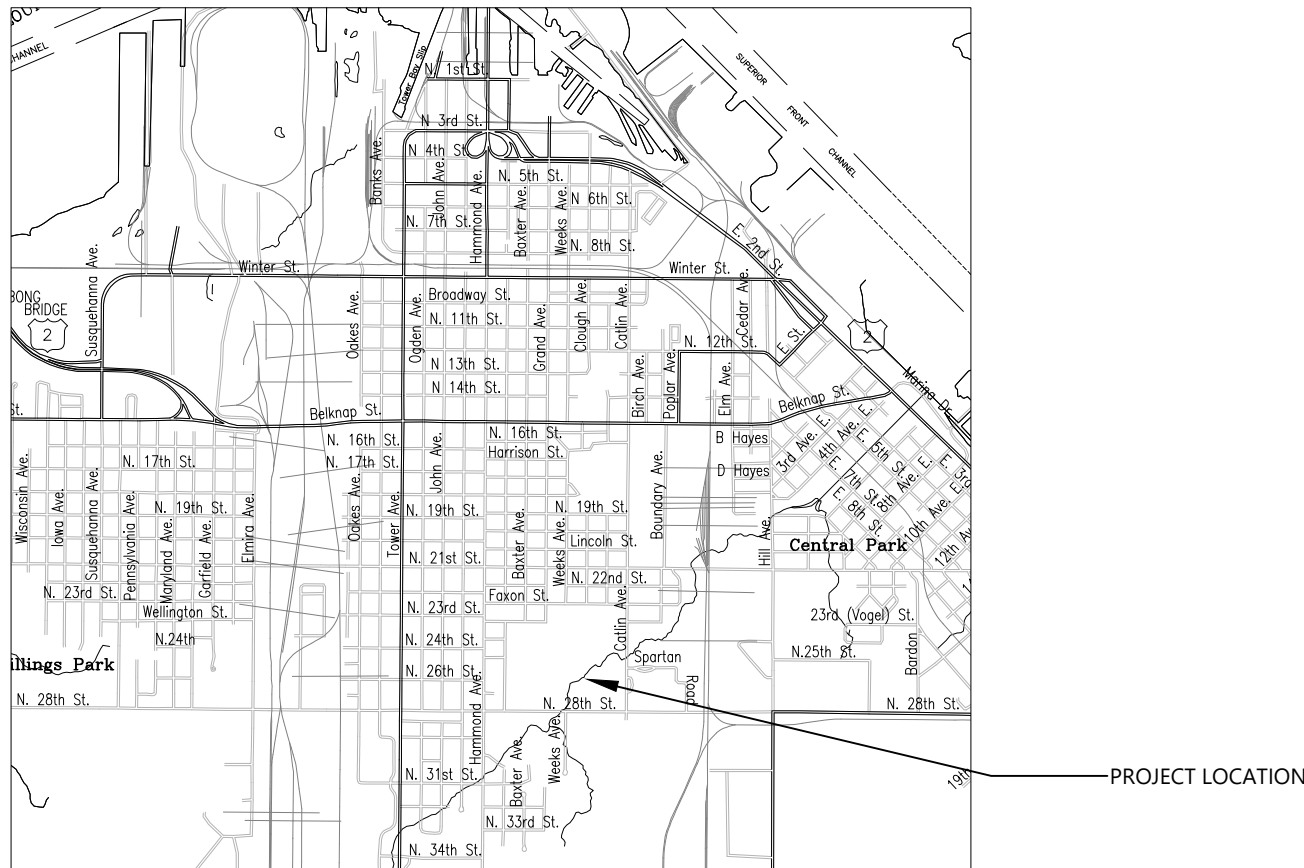 CHANNEL
SUPERIOR
FRONT
CHANNEL
Tower Bay Slip
N. 1st St.
N 3rd St.
N 4th St
N. 5th St.
N 6th St.
N. 7th St.
N. 8th St.
Banks Ave.
John Ave.
Hammond Ave.
Baxter Ave.
Weeks Ave.
E. 2nd St.
Susquehanna Ave.
Winter St.
Winter St.
BONG
BRIDGE
2
2
Broadway St.
N. 11th St.
N. 12th St.
N 13th St.
N 14th St.
Oakes Ave.
Ogden Ave.
Grand Ave.
Clough Ave.
Catlin Ave.
Cedar Ave.
E St.
Birch Ave.
Poplar Ave.
Elm Ave.
Marina Dr.
St.
Belknap St.
Belknap St.
N. 16th St.
N. 16th St.
B Hayes
N. 17th St.
N. 17th St.
Harrison St.
D Hayes
3rd Ave. E.
4th Ave. E.
E. 5th St.
E. 3rd
E 7th St.
8th Ave. E.
E 8th St.
10th Ave. E.
12th Av
Wisconsin Ave.
Iowa Ave.
Susquehanna Ave.
Pennsylvania Ave.
Maryland Ave.
Garfield Ave.
Elmira Ave.
Oakes Ave.
Tower Ave.
John Ave.
Baxter Ave.
Weeks Ave.
Boundary Ave.
Hill Ave.
N. 19th St.
N. 19th St.
N. 19th St.
Lincoln St.
Central Park
N. 21st St.
N. 22nd St.
N. 23rd St.
Faxon St.
Wellington St.
N. 23rd St.
23rd (Vogel) St.
N.24th
N. 24th St.
Catlin Ave.
Spartan
N.25th St.
Bardon
illings Park
N. 26th St.
Road
N. 28th St.
N. 28th St.
N. 28th St.
Hammond Ave.
Baxter Ave.
Weeks Ave.
N. 31st St.
19th
PROJECT LOCATION
N. 33rd St.
N. 34th St.